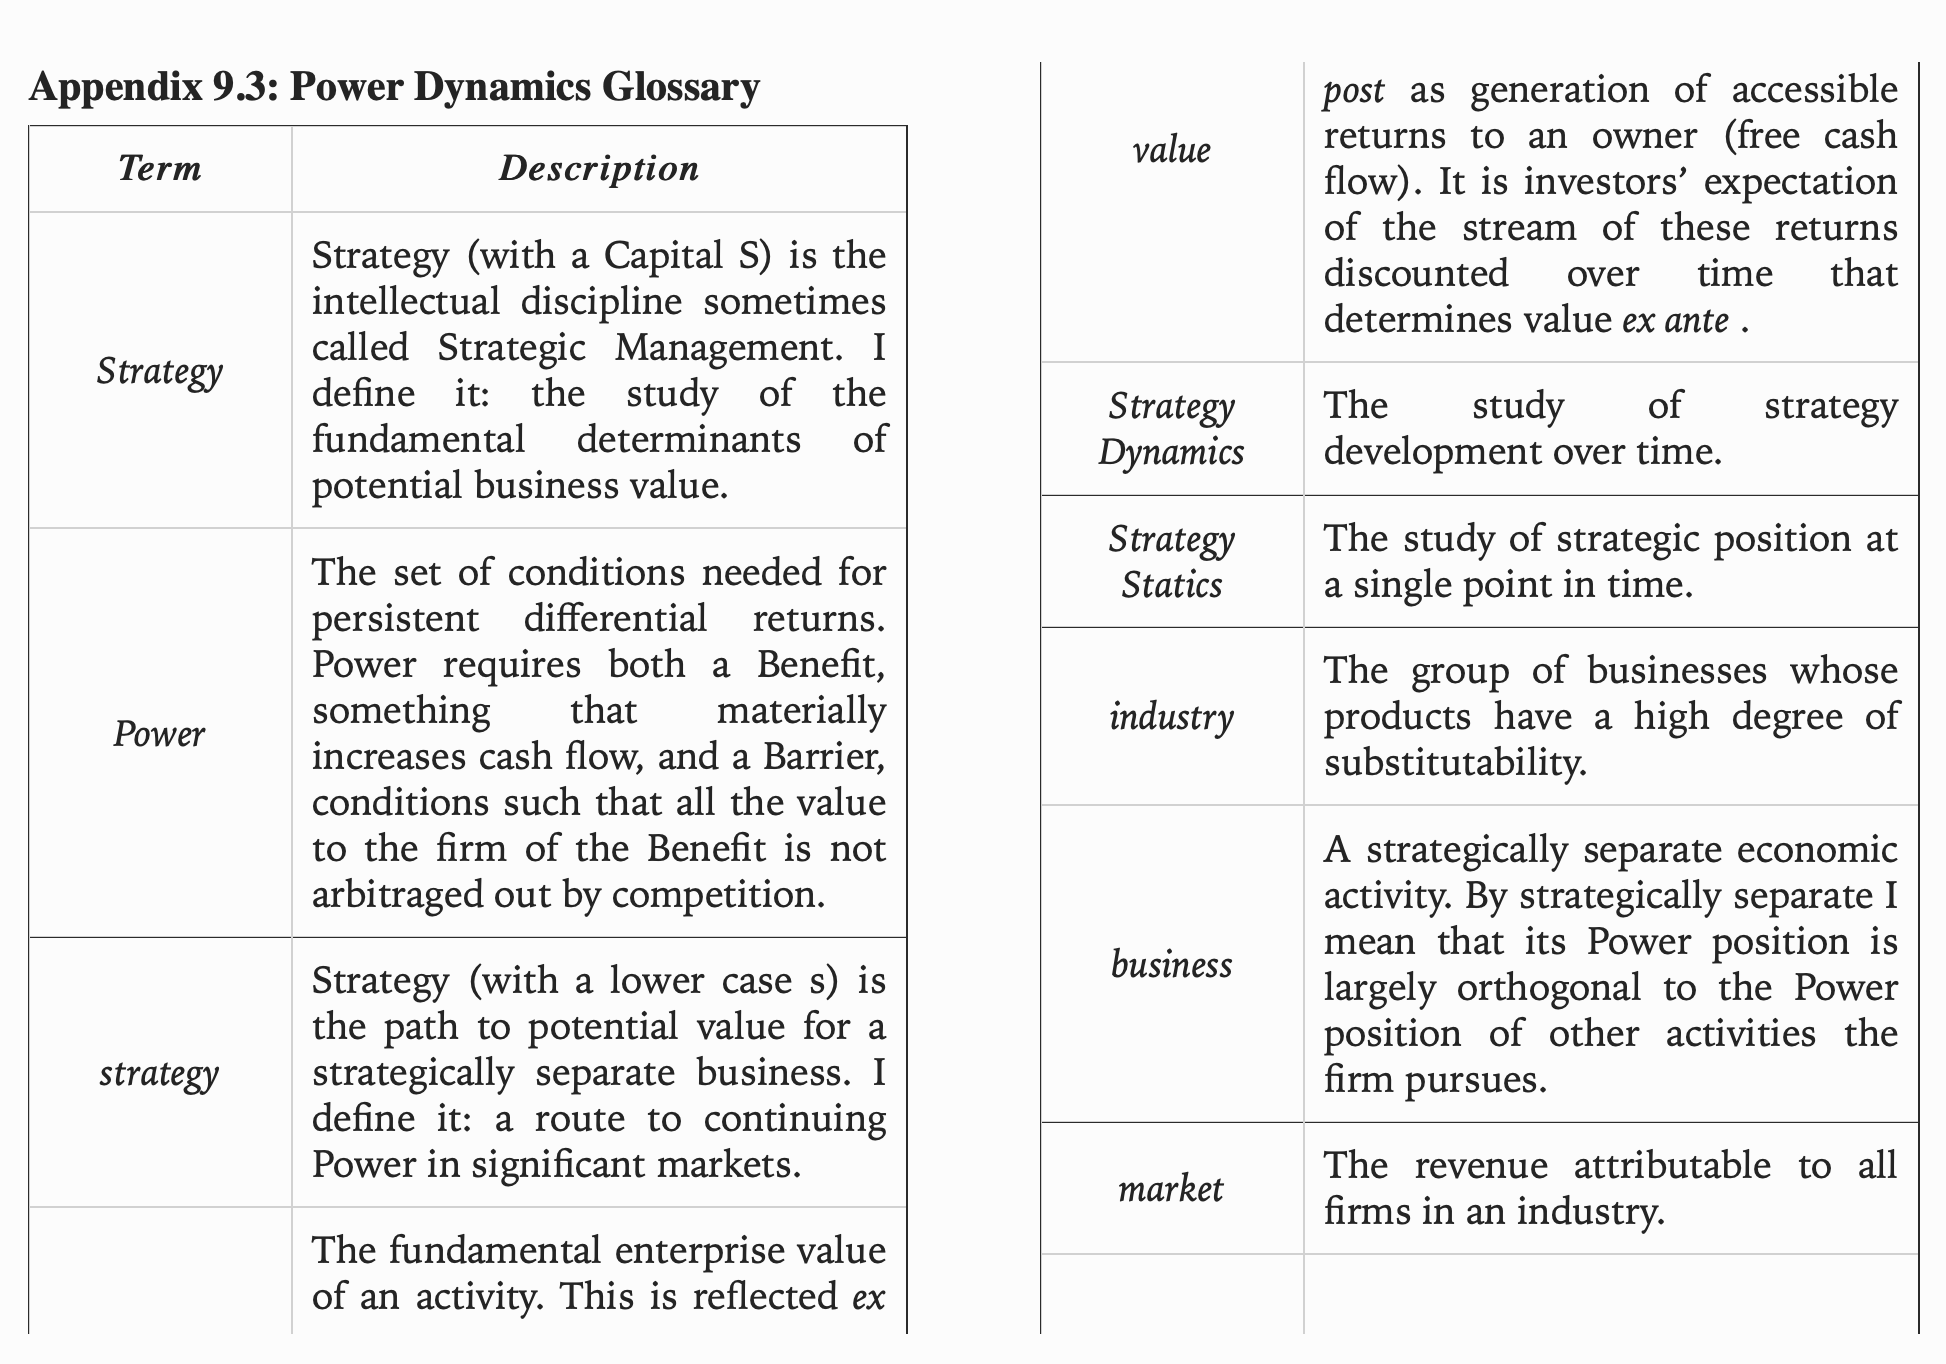 Appendix 9.3: Power Dynamics Glossary
Term
Description
Strategy
Strategy (with a Capital S) is the
intellectual discipline sometimes
called Strategic Management. I
define it: the study of the
fundamental determinants of
potential business value.
Power
The set of conditions needed for
persistent differential returns.
Power requires both a Benefit,
something that materially
increases cash flow, and a Barrier,
conditions such that all the value
to the firm of the Benefit is not
arbitraged out by competition.
strategy
Strategy (with a lower case s) is
the path to potential value for a
strategically separate business. I
define it: a route to continuing
Power in significant markets.
The fundamental enterprise value
of an activity. This is reflected ex
value
post as generation of accessible
returns to an owner (free cash
flow). It is investors’ expectation
of the stream of these returns
discounted over time that
determines value ex ante .
Strategy
Dynamics
The study of strategy
development over time.
Strategy
Statics
The study of strategic position at
a single point in time.
industry
The group of businesses whose
products have a high degree of
substitutability.
business
A strategically separate economic
activity. By strategically separate I
mean that its Power position is
largely orthogonal to the Power
position of other activities the
firm pursues.
market
The revenue attributable to all
firms in an industry.